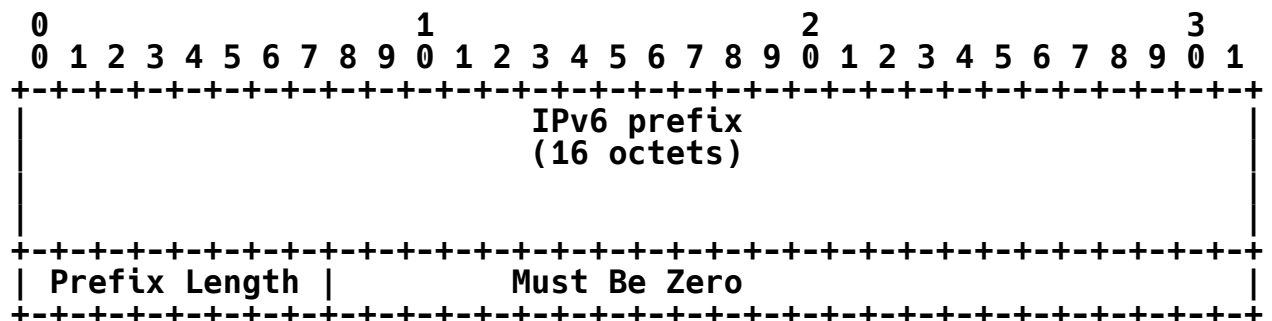 0                   1                   2                   3
 0 1 2 3 4 5 6 7 8 9 0 1 2 3 4 5 6 7 8 9 0 1 2 3 4 5 6 7 8 9 0 1
+-+-+-+-+-+-+-+-+-+-+-+-+-+-+-+-+-+-+-+-+-+-+-+-+-+-+-+-+-+-+-+-+
|                          IPv6 prefix                          |
|                          (16 octets)                          |
|                                                               |
|                                                               |
+-+-+-+-+-+-+-+-+-+-+-+-+-+-+-+-+-+-+-+-+-+-+-+-+-+-+-+-+-+-+-+-+
| Prefix Length |         Must Be Zero                          |
+-+-+-+-+-+-+-+-+-+-+-+-+-+-+-+-+-+-+-+-+-+-+-+-+-+-+-+-+-+-+-+-+